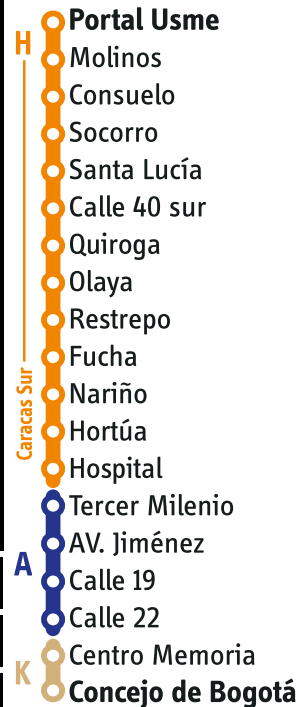 H
Portal Usme
Molinos
Consuelo
Socorro
Santa Lucía
Calle 40 sur
Quiroga
Olaya
Restrepo
Fucha
Nariño
Hortúa
Hospital
Caracas Sur
A
Tercer Milenio
AV. Jiménez
Calle 19
Calle 22
K
Centro Memoria
Concejo de Bogotá